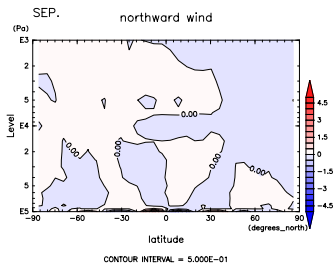 SEP.
northward wind
(Pa)
E3
2
5
E4
2
5
E5
Level
0.00
0.00
0.00
0.00
0.00
-90
-60
-30
0
30
60
90
(degrees_north)
latitude
4.5
3
1.5
0
-1.5
-3
-4.5
CONTOUR INTERVAL = 5.000E-01